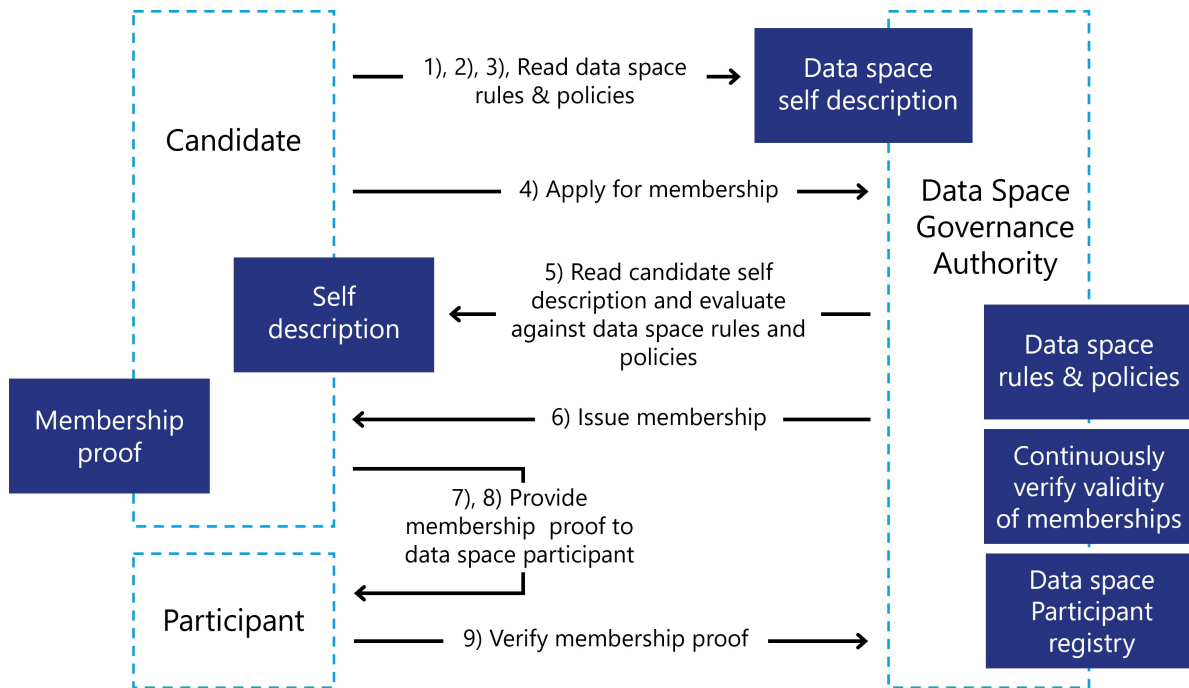 1), 2), 3), Read data space
rules & policies
Data space
self description
Candidate
4) Apply for membership
Data Space
Governance
Authority
5) Read candidate self
description and evaluate
against data space rules and
policies
Self
description
Data space
rules & policies
Membership
proof
6) Issue membership
Continuously
verify validity
of memberships
7), 8) Provide
membership proof to
data space participant
Data space
Participant
registry
Participant
9) Verify membership proof